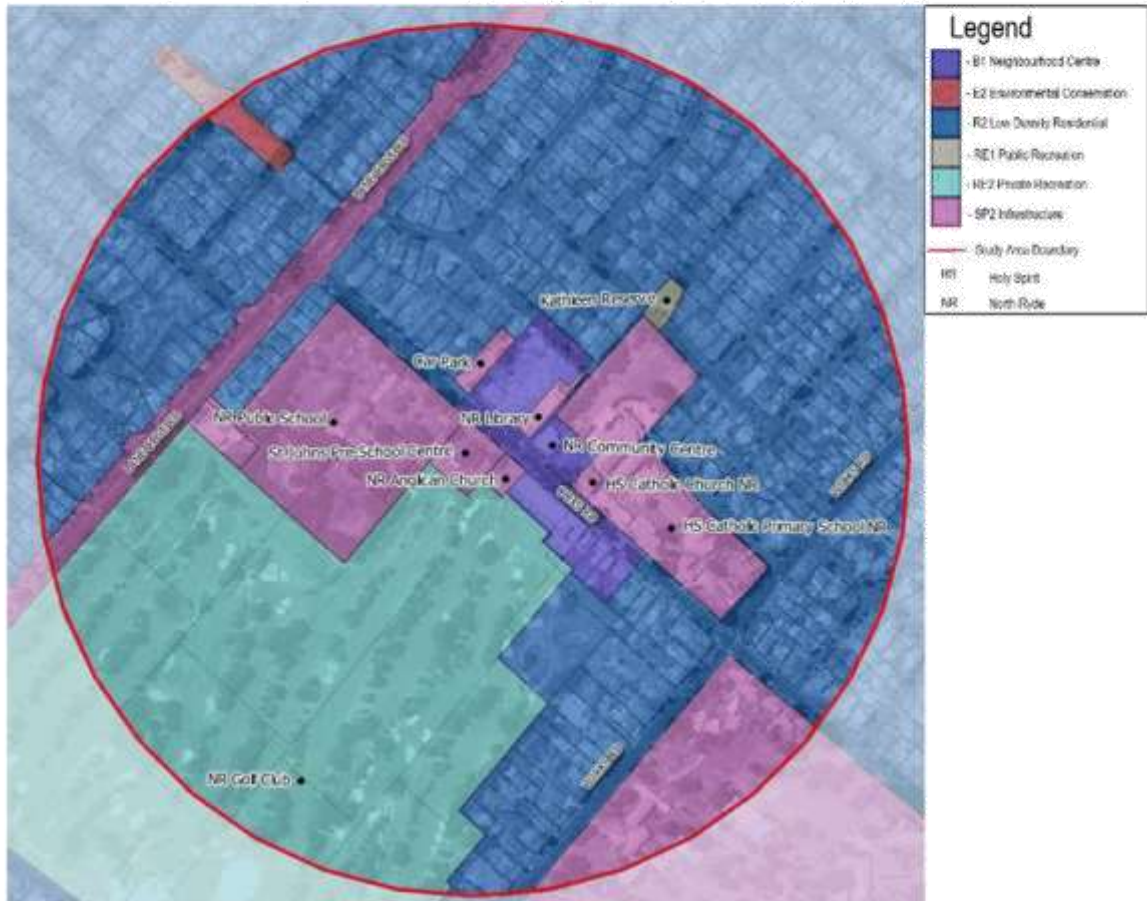 Legend
- B1 Neighbourhood Centre
- E2 Environmental Conservation
- R2 Low Density Residential
- RE1 Public Recreation
- RE2 Private Recreation
- SP2 Infrastructure
Study Area Boundary
Holy Spirit
NR North Ryde
Kathleen Reserve
Car Park
NR Public School
NR Library
St Johns Pre-School Centre
NR Community Centre
NR Anglican Church
HS Catholic Church NR
HS Catholic Primary School NR
NR Golf Club